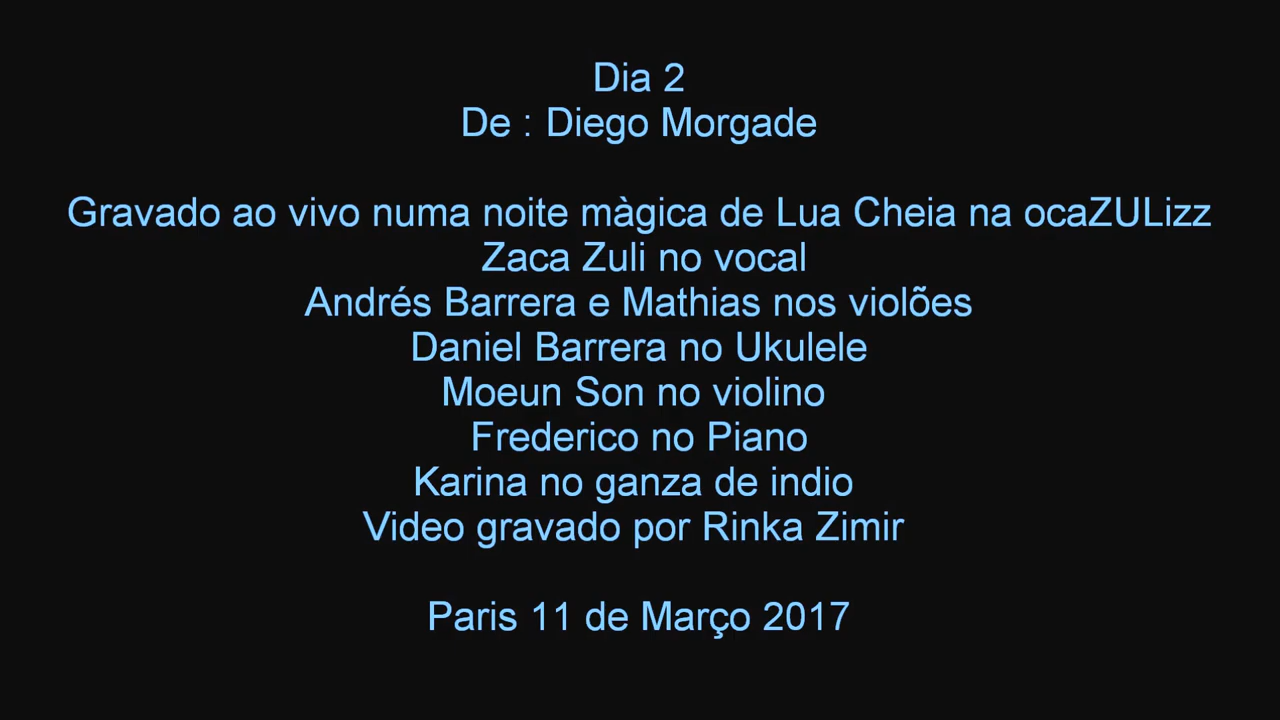 Dia 2
De : Diego Morgade
Gravado ao vivo numa noite màgica de Lua Cheia na ocaZULizz
Zaca Zuli no vocal
Andrés Barrera e Mathias nos violões
Daniel Barrera no Ukulele
Moeun Son no violino
Frederico no Piano
Karina no ganza de indio
Video gravado por Rinka Zimir
Paris 11 de Março 2017